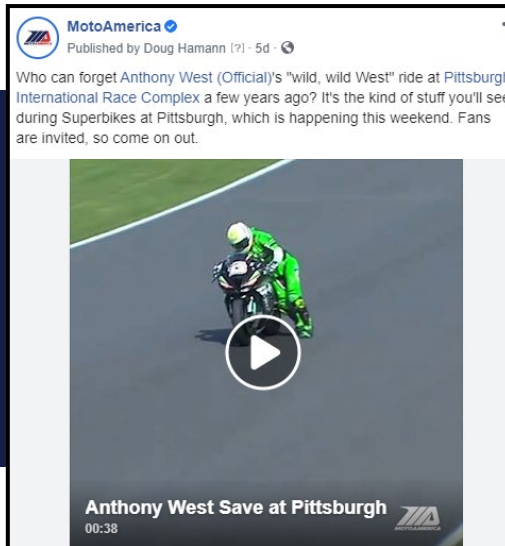 MotoAmerica
Published by Doug Hamann [?] · 5d ·
Who can forget Anthony West (Official)'s "wild, wild West" ride at Pittsburgh
International Race Complex a few years ago? It's the kind of stuff you'll see
during Superbikes at Pittsburgh, which is happening this weekend. Fans
are invited, so come on out.
Anthony West Save at Pittsburgh
00:38
MOTOAMERICA